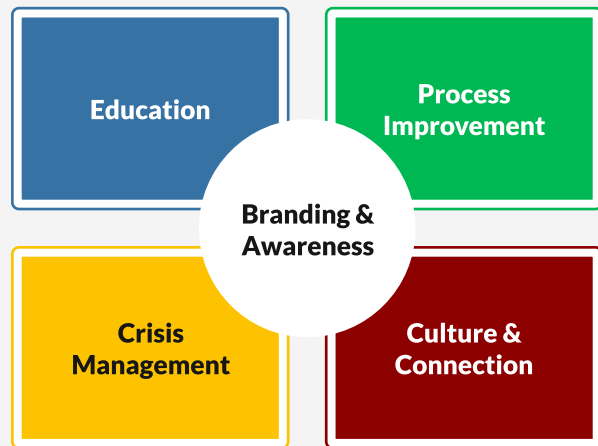 Education
Process
Improvement
Branding &
Awareness
Crisis
Management
Culture &
Connection